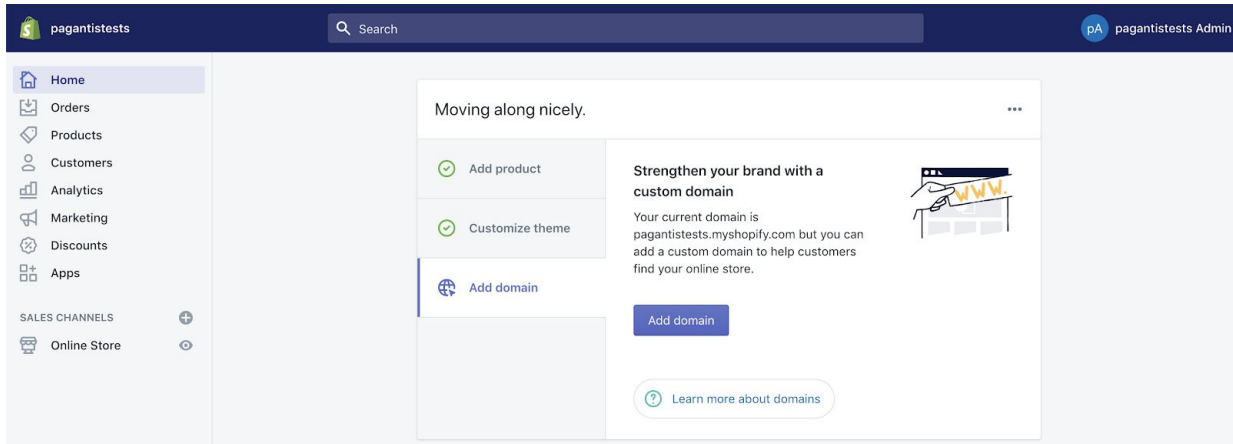 pagantistests
Search
pA pagantistests Admin
Home
Orders
Products
Customers
Analytics
Marketing
Discounts
Apps
SALES CHANNELS
Online Store
Moving along nicely.
Add product
Customize theme
Add domain
Strengthen your brand with a
custom domain
Your current domain is
pagantistests.myshopify.com but you can
add a custom domain to help customers
find your online store.
WWW.
Add domain
? Learn more about domains